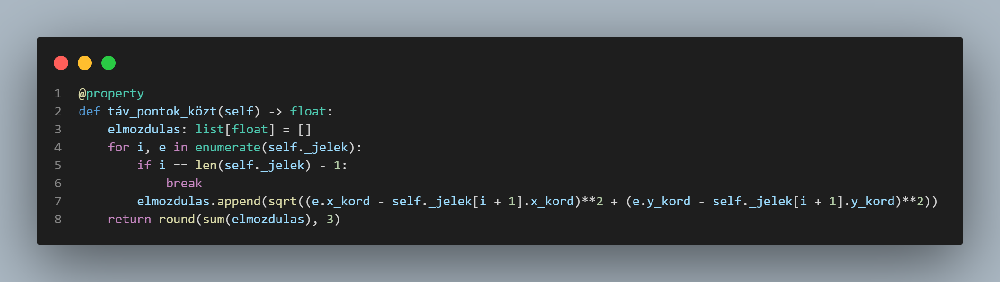 1 @property
2 def táv_pontok_közt(self) -> float:
3     elmozdulas: list[float] = []
4     for i, e in enumerate(self._jelek):
5         if i == len(self._jelek) - 1:
6             break
7         elmozdulas.append(sqrt((e.x_kord - self._jelek[i + 1].x_kord)**2 + (e.y_kord - self._jelek[i + 1].y_kord)**2))
8     return round(sum(elmozdulas), 3)